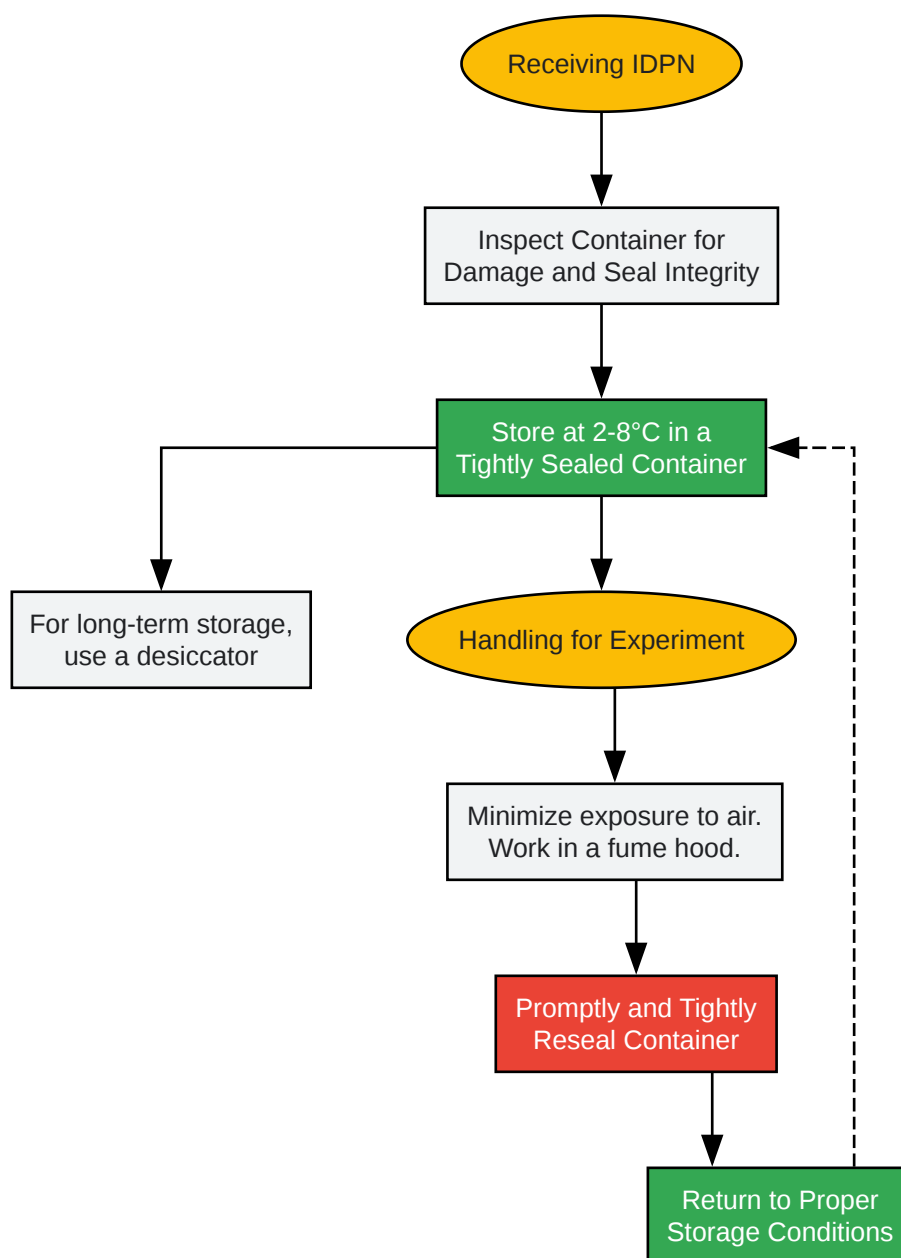 Receiving IDPN
Inspect Container for
Damage and Seal Integrity
Store at 2-8°C in a
Tightly Sealed Container
For long-term storage,
use a desiccator
Handling for Experiment
Minimize exposure to air.
Work in a fume hood.
Promptly and Tightly
Reseal Container
Return to Proper
Storage Conditions